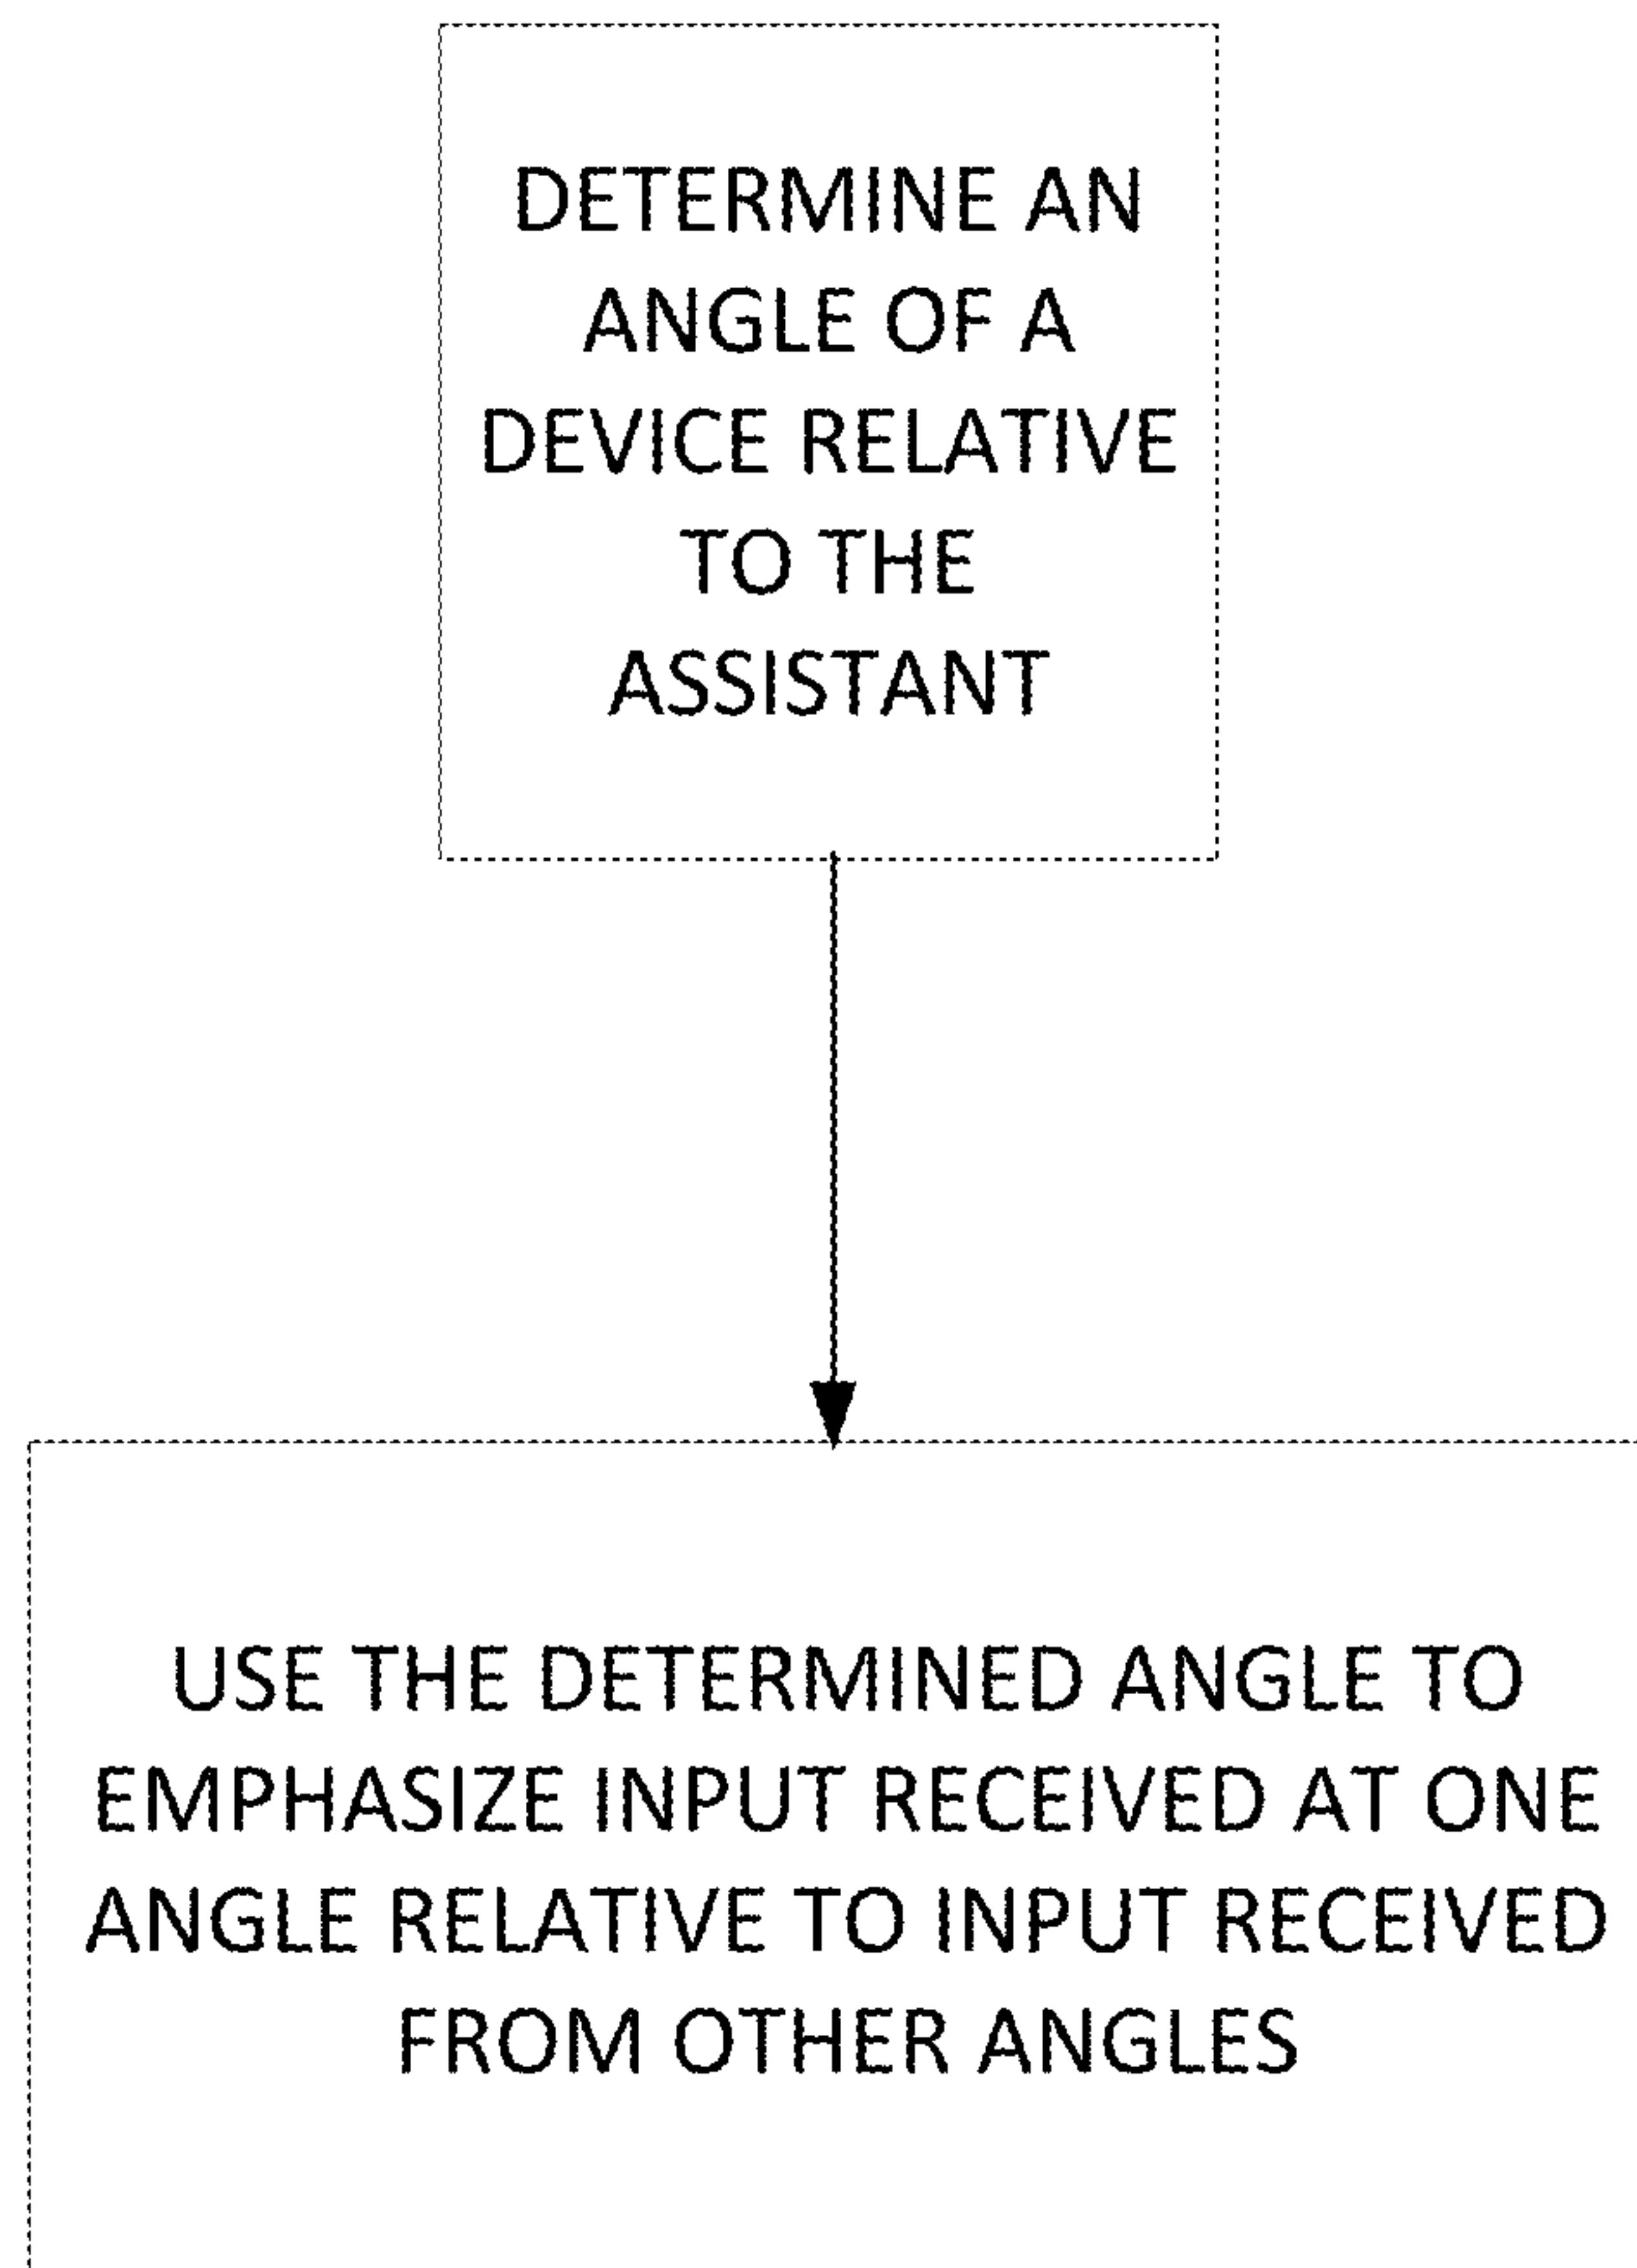 DETERMINE AN
ANGLE OF A
DEVICE RELATIVE
TO THE
ASSISTANT
USE THE DETERMINED ANGLE TO
EMPHASIZE INPUT RECEIVED AT ONE
ANGLE RELATIVE TO INPUT RECEIVED
FROM OTHER ANGLES